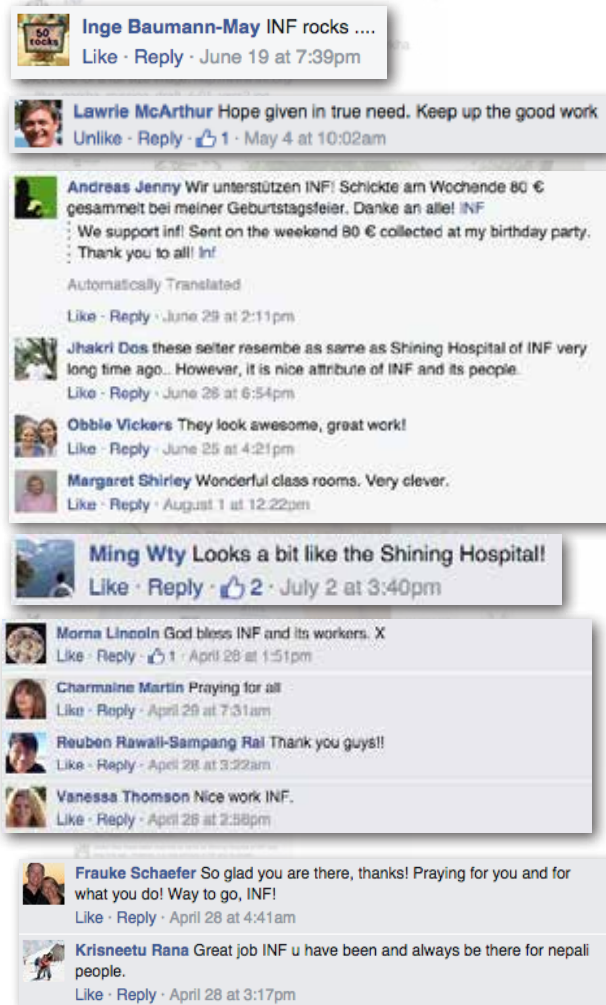 50
rocks
Inge Baumann-May INF rocks ....
Like · Reply · June 19 at 7:39pm
Lawrie McArthur Hope given in true need. Keep up the good work
Unlike · Reply · 1 · May 4 at 10:02am
Andreas Jenny Wir unterstützen INF! Schickte am Wochende 80 €
gesammelt bei meiner Geburtstagsfeier. Danke an alle! INF
We support inf! Sent on the weekend 80 € collected at my birthday party.
Thank you to all! Inf
Automatically Translated
Like · Reply · June 29 at 2:11pm
Jhakri Dos these selter resembe as same as Shining Hospital of INF very
long time ago.. However, it is nice attribute of INF and its people.
Like · Reply · June 26 at 6:54pm
Obbie Vickers They look awesome, great work!
Like · Reply · June 25 at 4:21pm
Margaret Shirley Wonderful class rooms. Very clever.
Like · Reply · August 1 at 12:22pm
Ming Wty Looks a bit like the Shining Hospital!
Like · Reply · 2 · July 2 at 3:40pm
Morna Lincoln God bless INF and its workers. X
Like · Reply · 1 · April 28 at 1:51pm
Charmaine Martin Praying for all
Like · Reply · April 29 at 7:31am
Reuben Rawali-Sampang Rai Thank you guys!!
Like · Reply · April 28 at 3:22am
Vanessa Thomson Nice work INF.
Like · Reply · April 28 at 2:58pm
Frauke Schaefer So glad you are there, thanks! Praying for you and for
what you do! Way to go, INF!
Like · Reply · April 28 at 4:41am
Krisneetu Rana Great job INF u have been and always be there for nepali
people.
Like · Reply · April 28 at 3:17pm